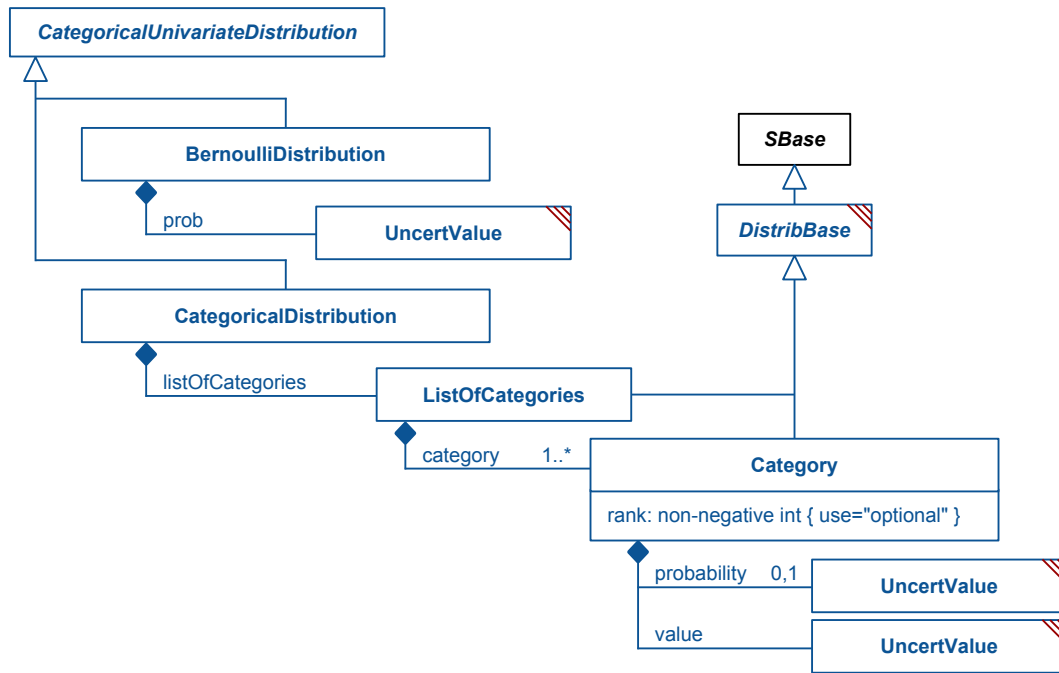 CategoricalUnivariateDistribution
BernoulliDistribution
SBase
prob
UncertValue
DistribBase
CategoricalDistribution
listOfCategories
ListOfCategories
category 1..*
Category
rank: non-negative int { use="optional" }
probability 0,1
UncertValue
value
UncertValue